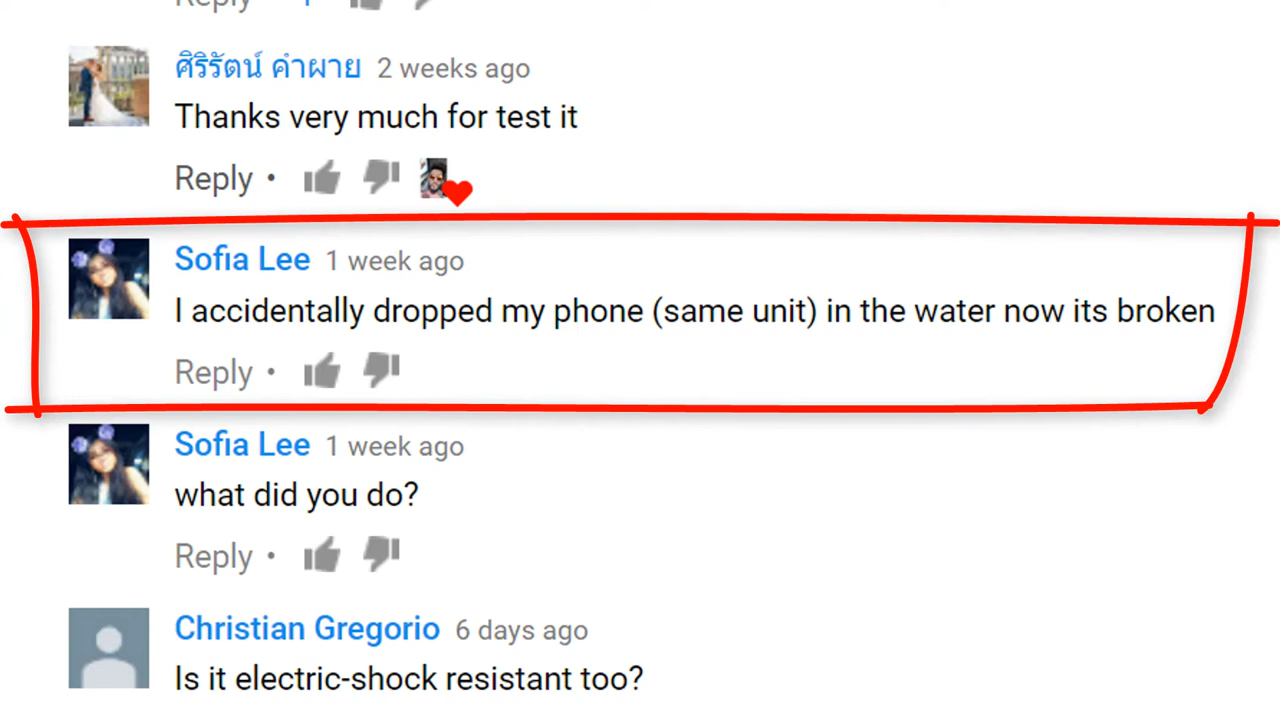 Reply
ศิริรัตน์ คำผาย 2 weeks ago
Thanks very much for test it
Reply •
Sofia Lee 1 week ago
I accidentally dropped my phone (same unit) in the water now its broken
Reply •
Sofia Lee 1 week ago
what did you do?
Reply •
Christian Gregorio 6 days ago
Is it electric-shock resistant too?